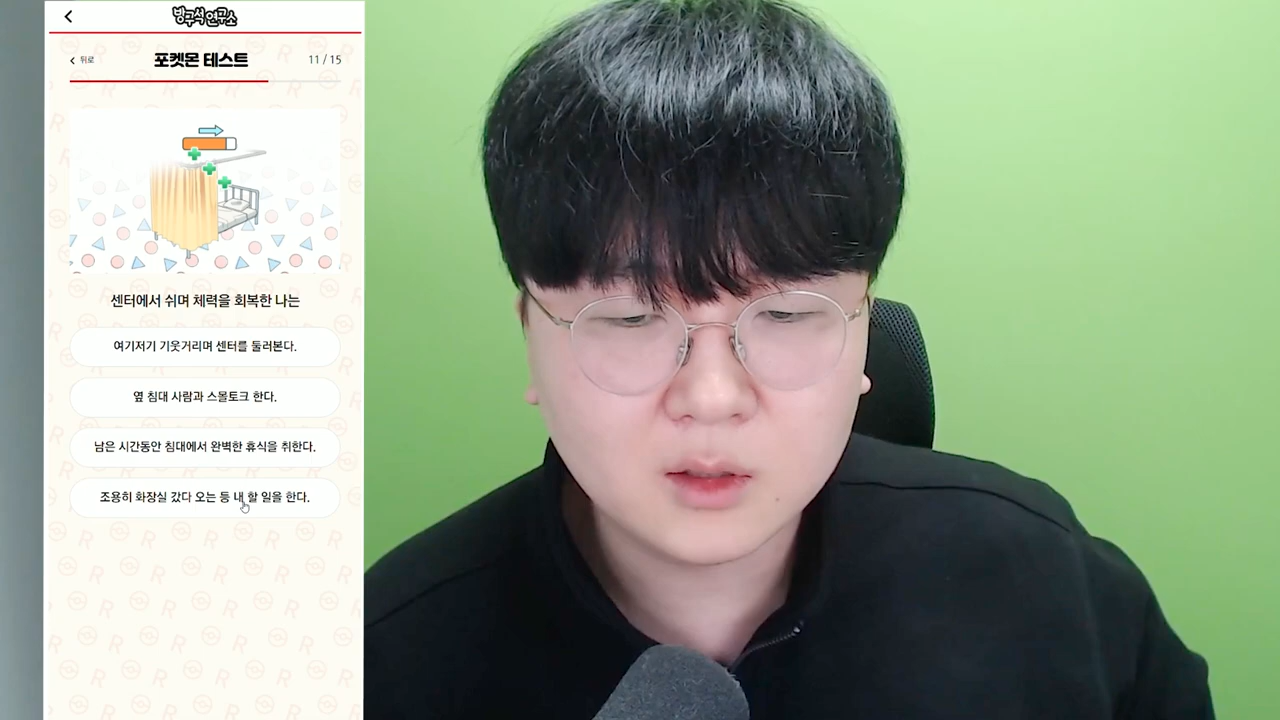 방구석연구소
뒤로
포켓몬 테스트
11 / 15
센터에서 쉬며 체력을 회복한 나는
여기저기 기웃거리며 센터를 둘러본다.
옆 침대 사람과 스몰토크 한다.
남은 시간동안 침대에서 완벽한 휴식을 취한다.
조용히 화장실 갔다 오는 등 내 할 일을 한다.